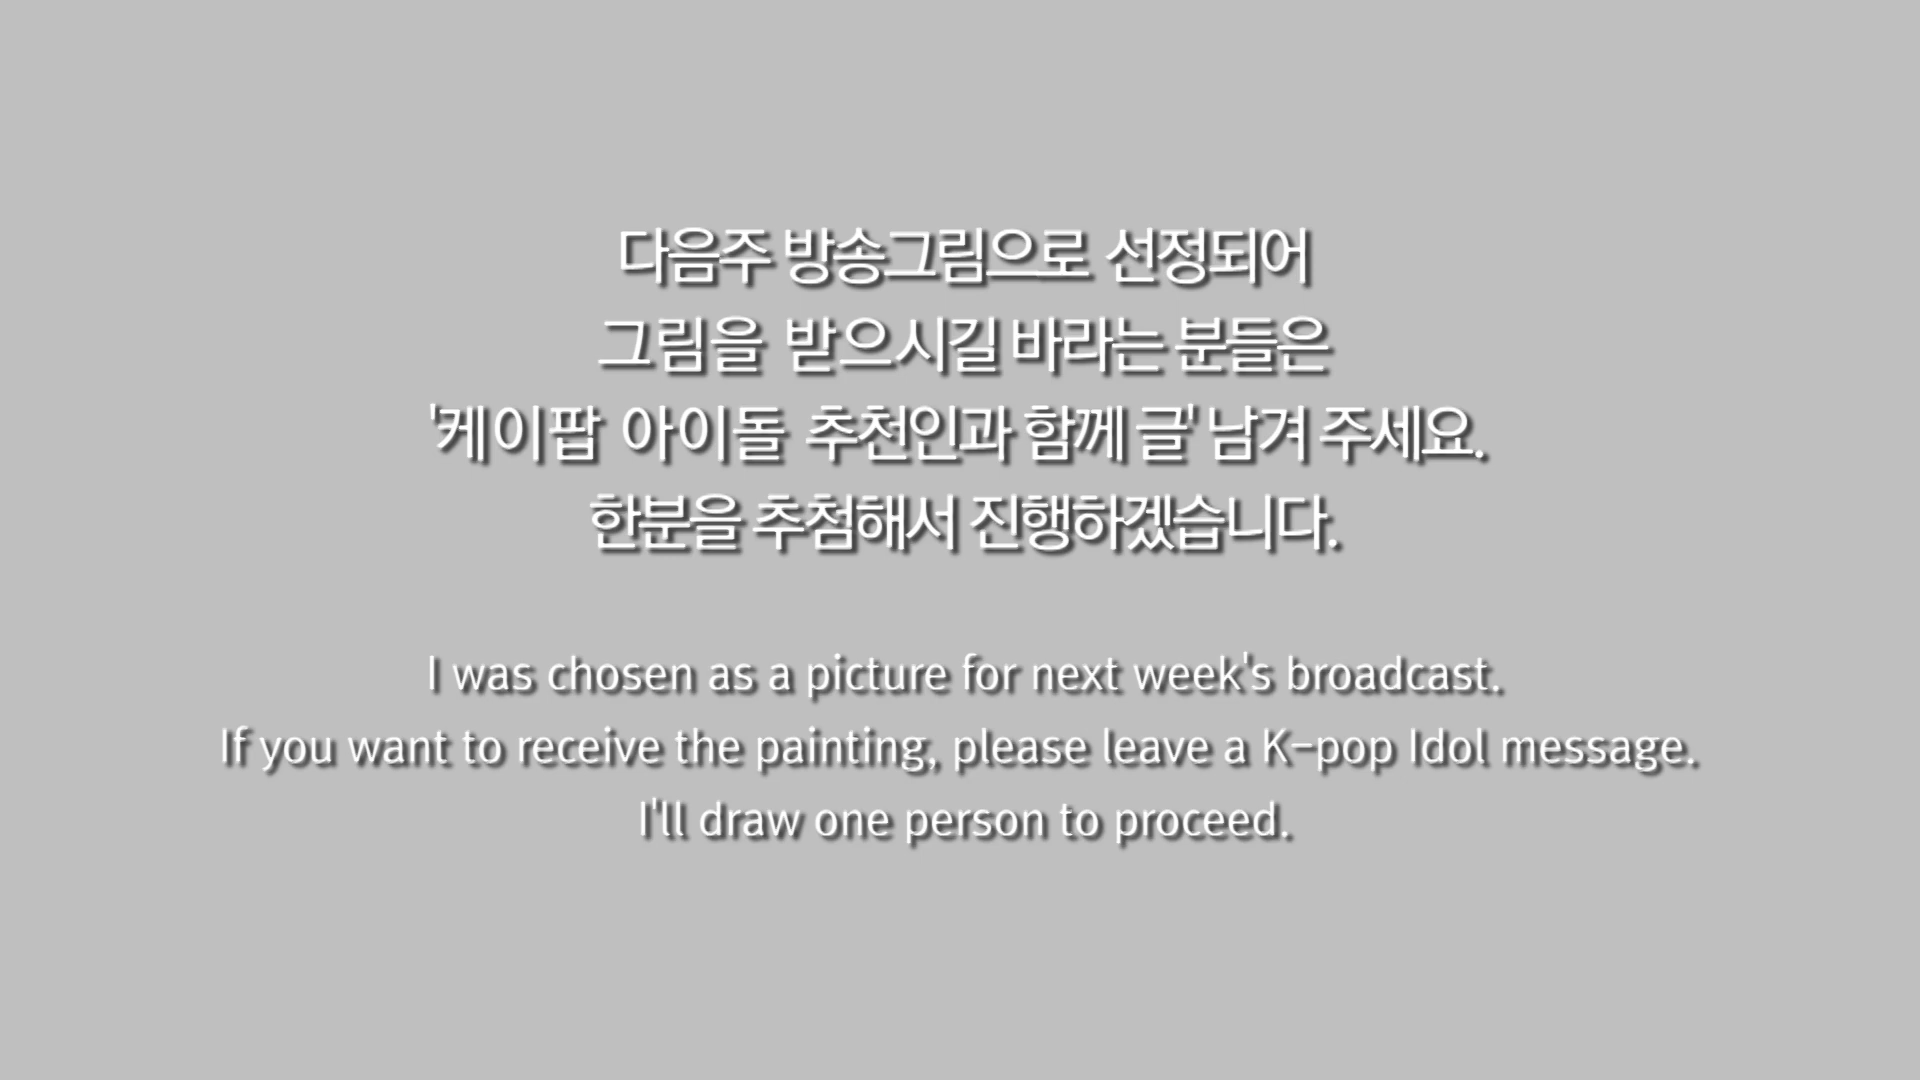 다음주 방송그림으로 선정되어
그림을 받으시길 바라는 분들은
'케이팝 아이돌 추천인과 함께 글' 남겨 주세요.
한분을 추첨해서 진행하겠습니다.
I was chosen as a picture for next week's broadcast.
If you want to receive the painting, please leave a K-pop Idol message.
I'll draw one person to proceed.